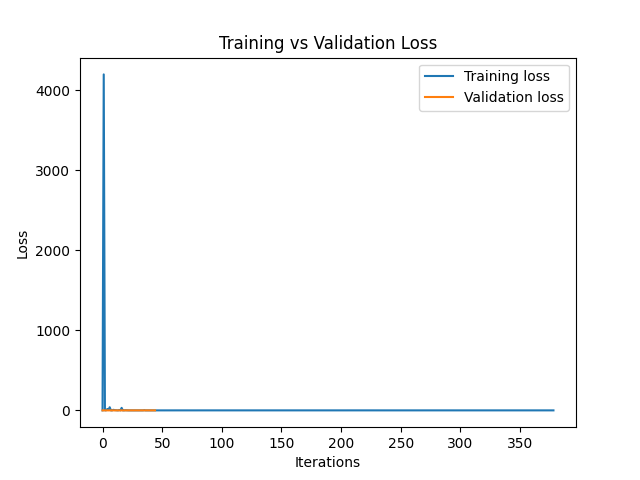 Training vs Validation Loss
Training loss
Validation loss
Loss
4000
3000
2000
1000
0
0 50 100 150 200 250 300 350
Iterations